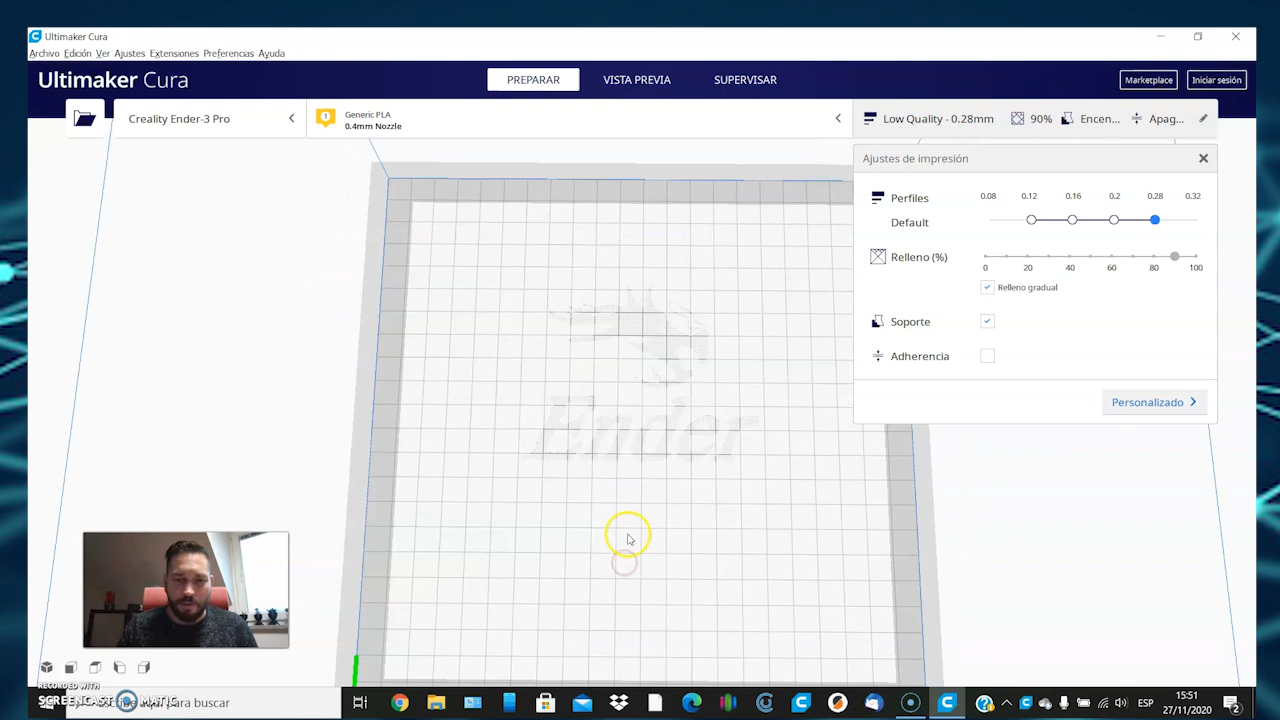 Ultimaker Cura
Archivo Edición Ver Ajustes Extensiones Preferencias Ayuda
Ultimaker Cura
PREPARAR
VISTA PREVIA
SUPERVISAR
Marketplace
Iniciar sesión
Creality Ender-3 Pro
1
Generic PLA
0.4mm Nozzle
Low Quality - 0.28mm
90%
Encen...
Apag...
Ajustes de impresión
Perfiles
0.08 0.12 0.16 0.2 0.28 0.32
Default
Relleno (%)
0 20 40 60 80 100
Relleno gradual
Soporte
Adherencia
Personalizado
Ender
RECORDED WITH
SCREENCAST MATIC
para buscar
ESP
15:51
27/11/2020
2